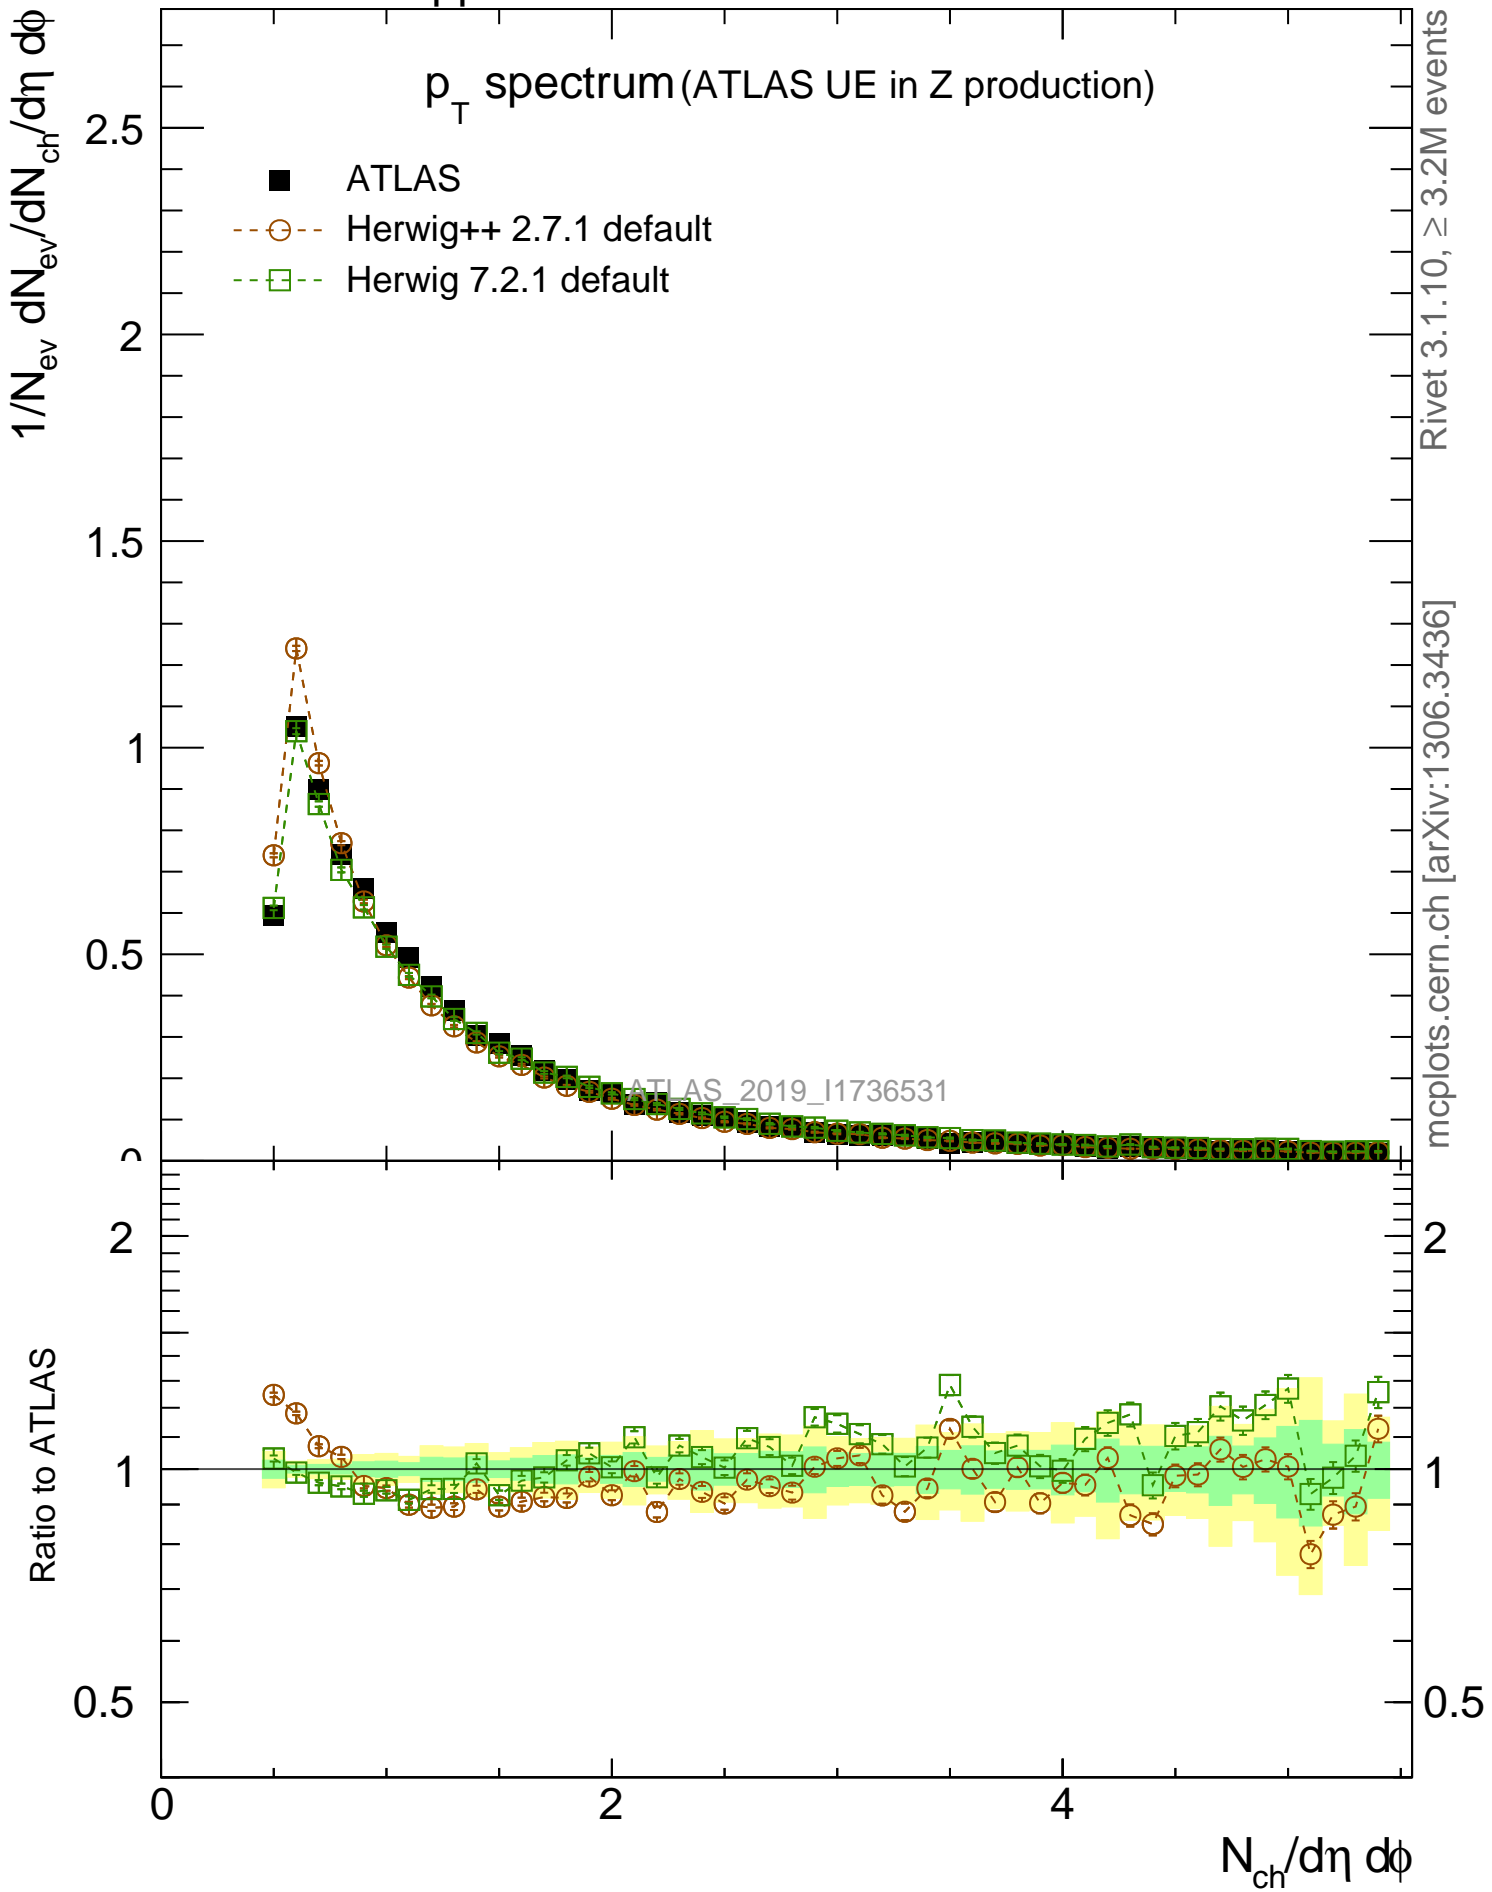 p_T spectrum (ATLAS UE in Z production)
ATLAS
Herwig++ 2.7.1 default
Herwig 7.2.1 default
1/N_ev dN_ev/dN_ch/dη dϕ
2.5
2
1.5
1
0.5
0
ATLAS_2019_I1736531
Rivet 3.1.10, ≥ 3.2M events
mcplots.cern.ch [arXiv:1306.3436]
Ratio to ATLAS
2
1
0.5
2
1
0.5
0
2
4
N_ch/dη dϕ